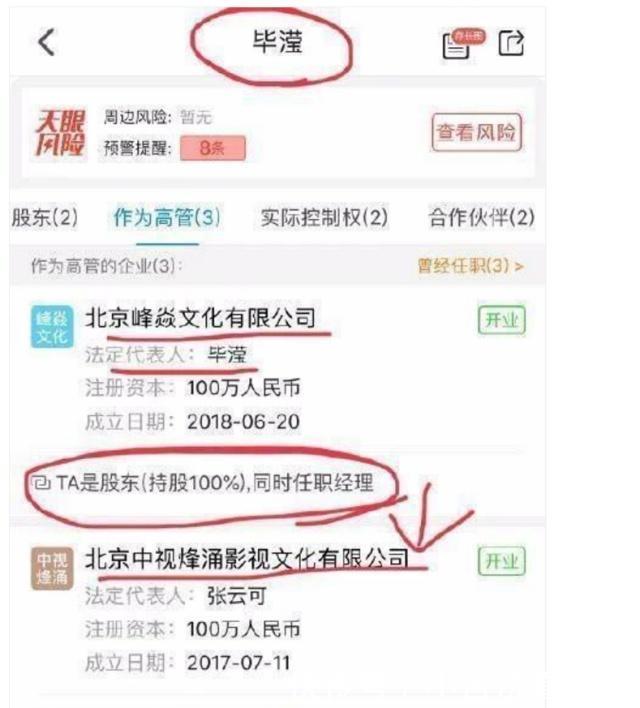 毕滢
存长图
天眼风险
周边风险: 暂无
预警提醒: 8条
查看风险
股东(2) 作为高管(3) 实际控制权(2) 合作伙伴(2)
作为高管的企业(3): 曾经任职(3) >
峰焱文化
北京峰焱文化有限公司 开业
法定代表人: 毕滢
注册资本: 100万人民币
成立日期: 2018-06-20
TA是股东(持股100%),同时任职经理
中视烽涌
北京中视烽涌影视文化有限公司 开业
法定代表人: 张云可
注册资本: 100万人民币
成立日期: 2017-07-11